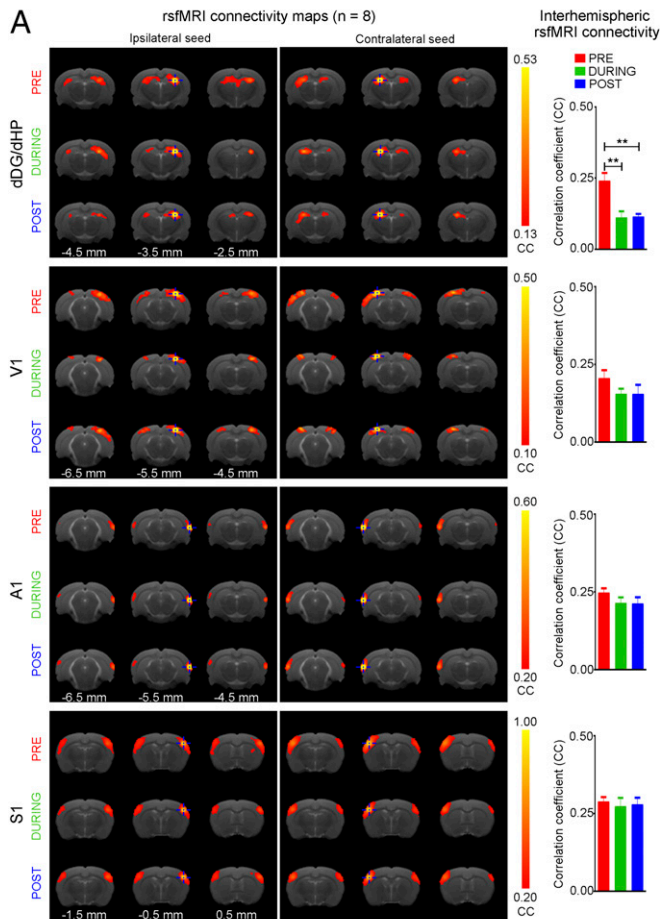 A
rsfMRI connectivity maps (n = 8)
Interhemispheric
rsfMRI connectivity
Ipsilateral seed
Contralateral seed
PRE
DURING
POST
dDG/dHP
PRE
DURING
POST
-4.5 mm
-3.5 mm
-2.5 mm
0.53
0.13
CC
Correlation coefficient (CC)
0.50
0.25
0.00
**
**
V1
PRE
DURING
POST
-6.5 mm
-5.5 mm
-4.5 mm
0.50
0.10
CC
Correlation coefficient (CC)
0.50
0.25
0.00
A1
PRE
DURING
POST
-6.5 mm
-5.5 mm
-4.5 mm
0.60
0.20
CC
Correlation coefficient (CC)
0.50
0.25
0.00
S1
PRE
DURING
POST
-1.5 mm
-0.5 mm
0.5 mm
1.00
0.20
CC
Correlation coefficient (CC)
0.50
0.25
0.00